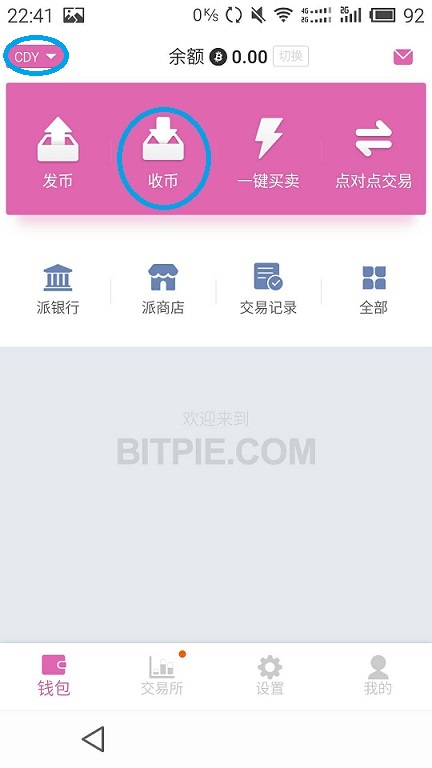 22:41 0K/s 4G 2G 92
CDY 余额 0.00 切换
发币 收币 一键买卖 点对点交易
派银行 派商店 交易记录 全部
欢迎来到
BITPIE.COM
钱包 交易所 设置 我的